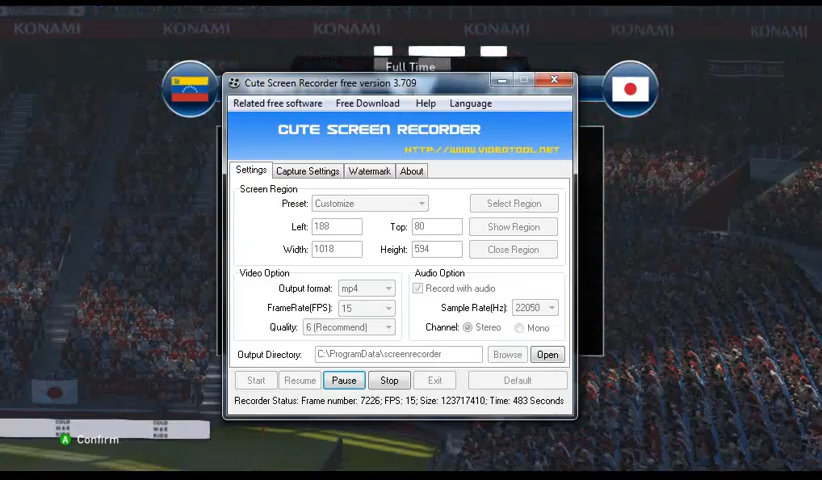 KONAMI KONAMI KONAMI KONAMI KONAMI
Full Time
Cute Screen Recorder free version 3.709
Related free software Free Download Help Language
CUTE SCREEN RECORDER
HTTP://WWW.VIDEOTOOL.NET
Settings Capture Settings Watermark About
Screen Region
Preset: Customize Select Region
Left: 188 Top: 80 Show Region
Width: 1018 Height: 594 Close Region
Video Option Audio Option
Output format: mp4 Record with audio
FrameRate(FPS): 15 Sample Rate(Hz): 22050
Quality: 6 (Recommend) Channel: Stereo Mono
Output Directory: C:\ProgramData\screenrecorder Browse Open
Start Resume Pause Stop Exit Default
Recorder Status: Frame number: 7226; FPS: 15; Size: 123717410; Time: 483 Seconds
A Confirm